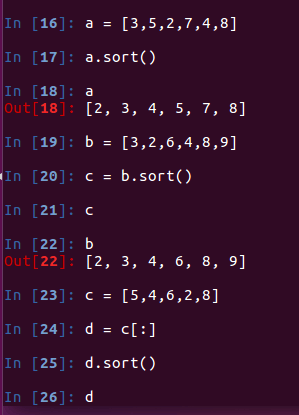 In [16]: a = [3,5,2,7,4,8]
In [17]: a.sort()
In [18]: a
Out[18]: [2, 3, 4, 5, 7, 8]
In [19]: b = [3,2,6,4,8,9]
In [20]: c = b.sort()
In [21]: c
In [22]: b
Out[22]: [2, 3, 4, 6, 8, 9]
In [23]: c = [5,4,6,2,8]
In [24]: d = c[:]
In [25]: d.sort()
In [26]: d